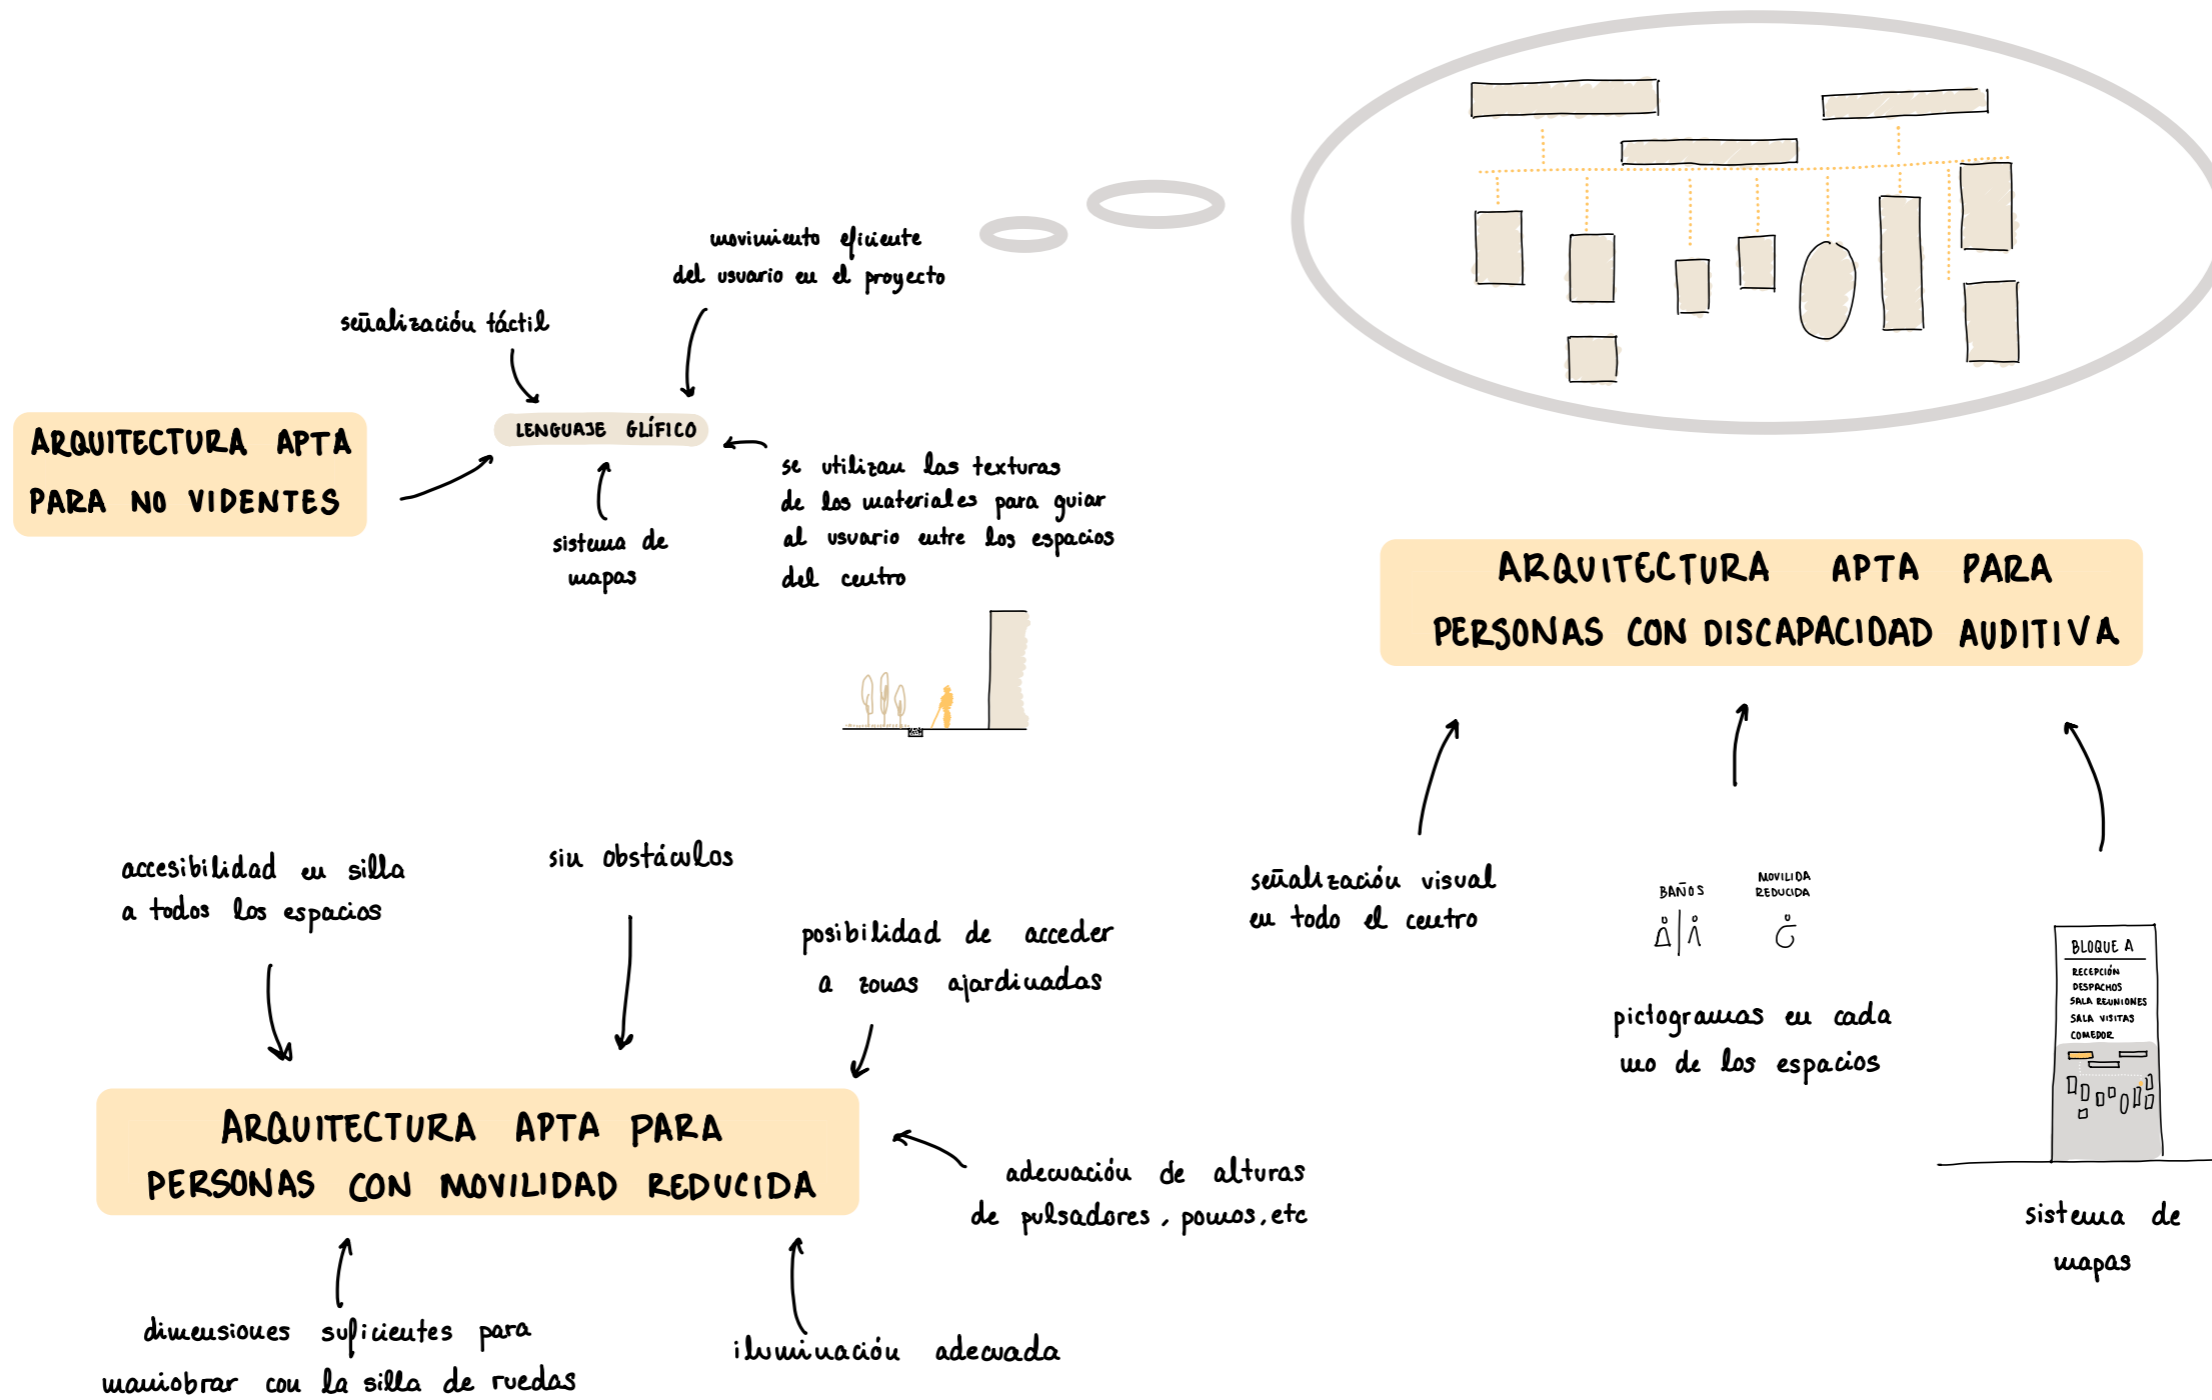 movimiento eficiente
del usuario en el proyecto
señalización táctil
ARQUITECTURA APTA
PARA NO VIDENTES
LENGUAJE GLÍFICO
se utilizan las texturas
de los materiales para guiar
al usuario entre los espacios
del centro
sistema de
mapas
ARQUITECTURA APTA PARA
PERSONAS CON DISCAPACIDAD AUDITIVA
señalización visual
en todo el centro
BAÑOS
MOVILIDA
REDUCIDA
pictogramas en cada
uno de los espacios
BLOQUE A
RECEPCIÓN
DESPACHOS
SALA REUNIONES
SALA VISITAS
COMEDOR
sistema de
mapas
accesibilidad en silla
a todos los espacios
sin obstáculos
posibilidad de acceder
a zonas ajardinadas
ARQUITECTURA APTA PARA
PERSONAS CON MOVILIDAD REDUCIDA
adecuación de alturas
de pulsadores, pomos, etc
dimensiones suficientes para
maniobrar con la silla de ruedas
iluminación adecuada